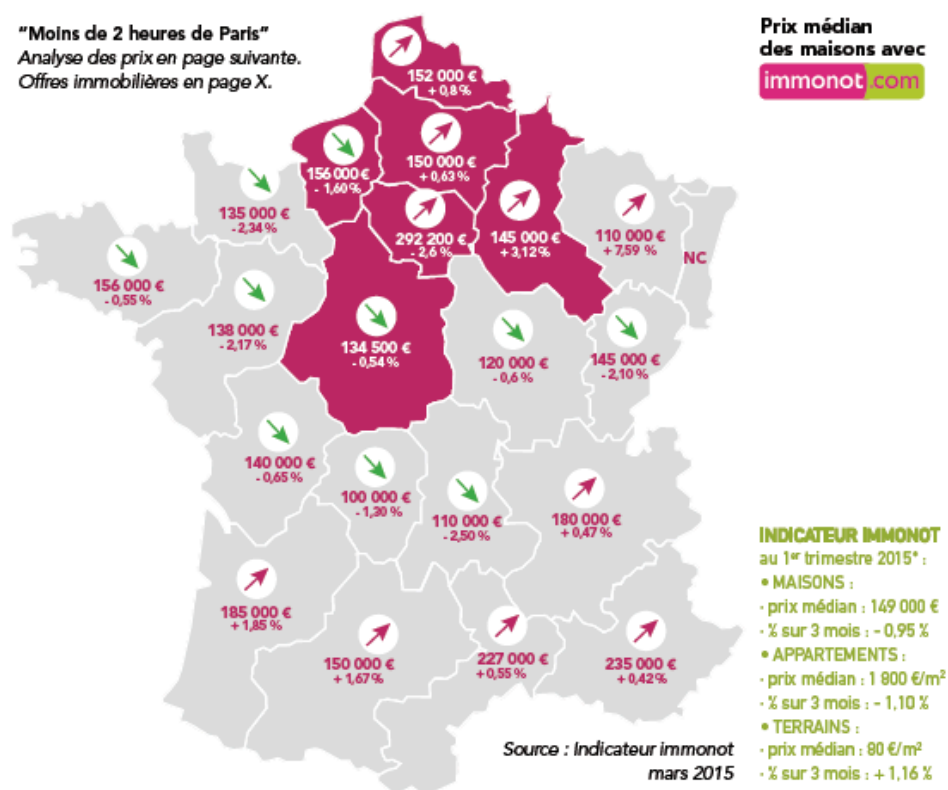 "Moins de 2 heures de Paris"
Analyse des prix en page suivante.
Offres immobilières en page X.
Prix médian
des maisons avec
immonot.com
152 000 €
+ 0,8 %
150 000 €
+ 0,63 %
156 000 €
- 1,60 %
135 000 €
- 2,34 %
292 200 €
- 2,6 %
145 000 €
+ 3,12 %
110 000 €
+ 7,59 %
NC
156 000 €
- 0,55 %
138 000 €
- 2,17 %
134 500 €
- 0,54 %
120 000 €
- 0,6 %
145 000 €
- 2,10 %
140 000 €
- 0,65 %
100 000 €
- 1,30 %
110 000 €
- 2,50 %
180 000 €
+ 0,47 %
185 000 €
+ 1,85 %
150 000 €
+ 1,67 %
227 000 €
+ 0,55 %
235 000 €
+ 0,42 %
INDICATEUR IMMONOT
au 1er trimestre 2015* :
• MAISONS :
· prix médian : 149 000 €
· % sur 3 mois : - 0,95 %
• APPARTEMENTS :
· prix médian : 1 800 €/m²
· % sur 3 mois : - 1,10 %
• TERRAINS :
· prix médian : 80 €/m²
· % sur 3 mois : + 1,16 %
Source : Indicateur immonot
mars 2015